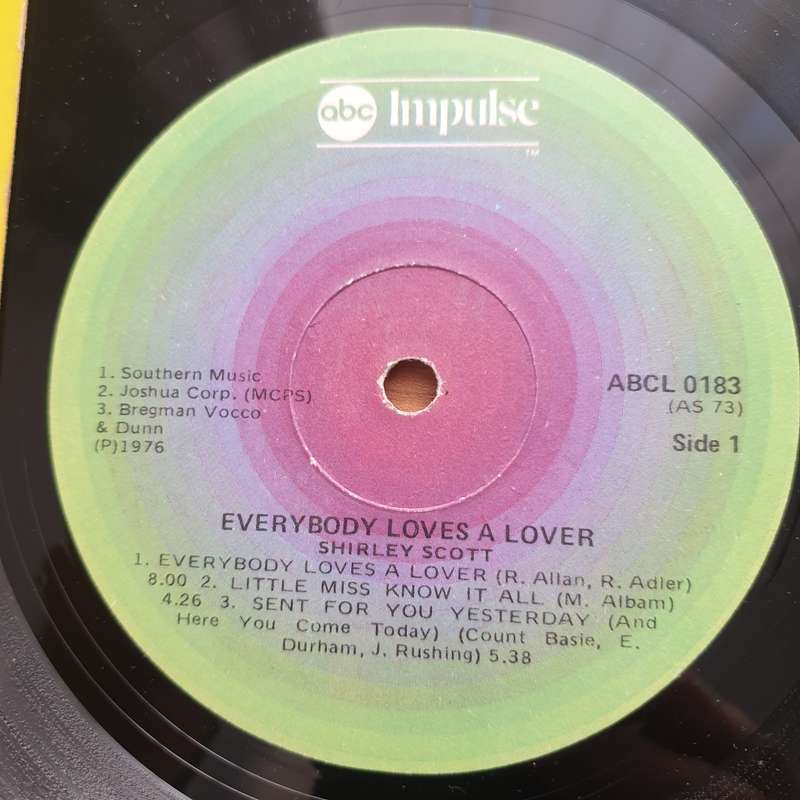 abc Impulse
TM
1. Southern Music
2. Joshua Corp. (MCPS)
3. Bregman Vocco
& Dunn
(P)1976
ABCL 0183
(AS 73)
Side 1
EVERYBODY LOVES A LOVER
SHIRLEY SCOTT
1. EVERYBODY LOVES A LOVER (R. Allan, R. Adler)
8.00 2. LITTLE MISS KNOW IT ALL (M. Albam)
4.26 3. SENT FOR YOU YESTERDAY (And
Here You Come Today) (Count Basie, E.
Durham, J. Rushing) 5.38